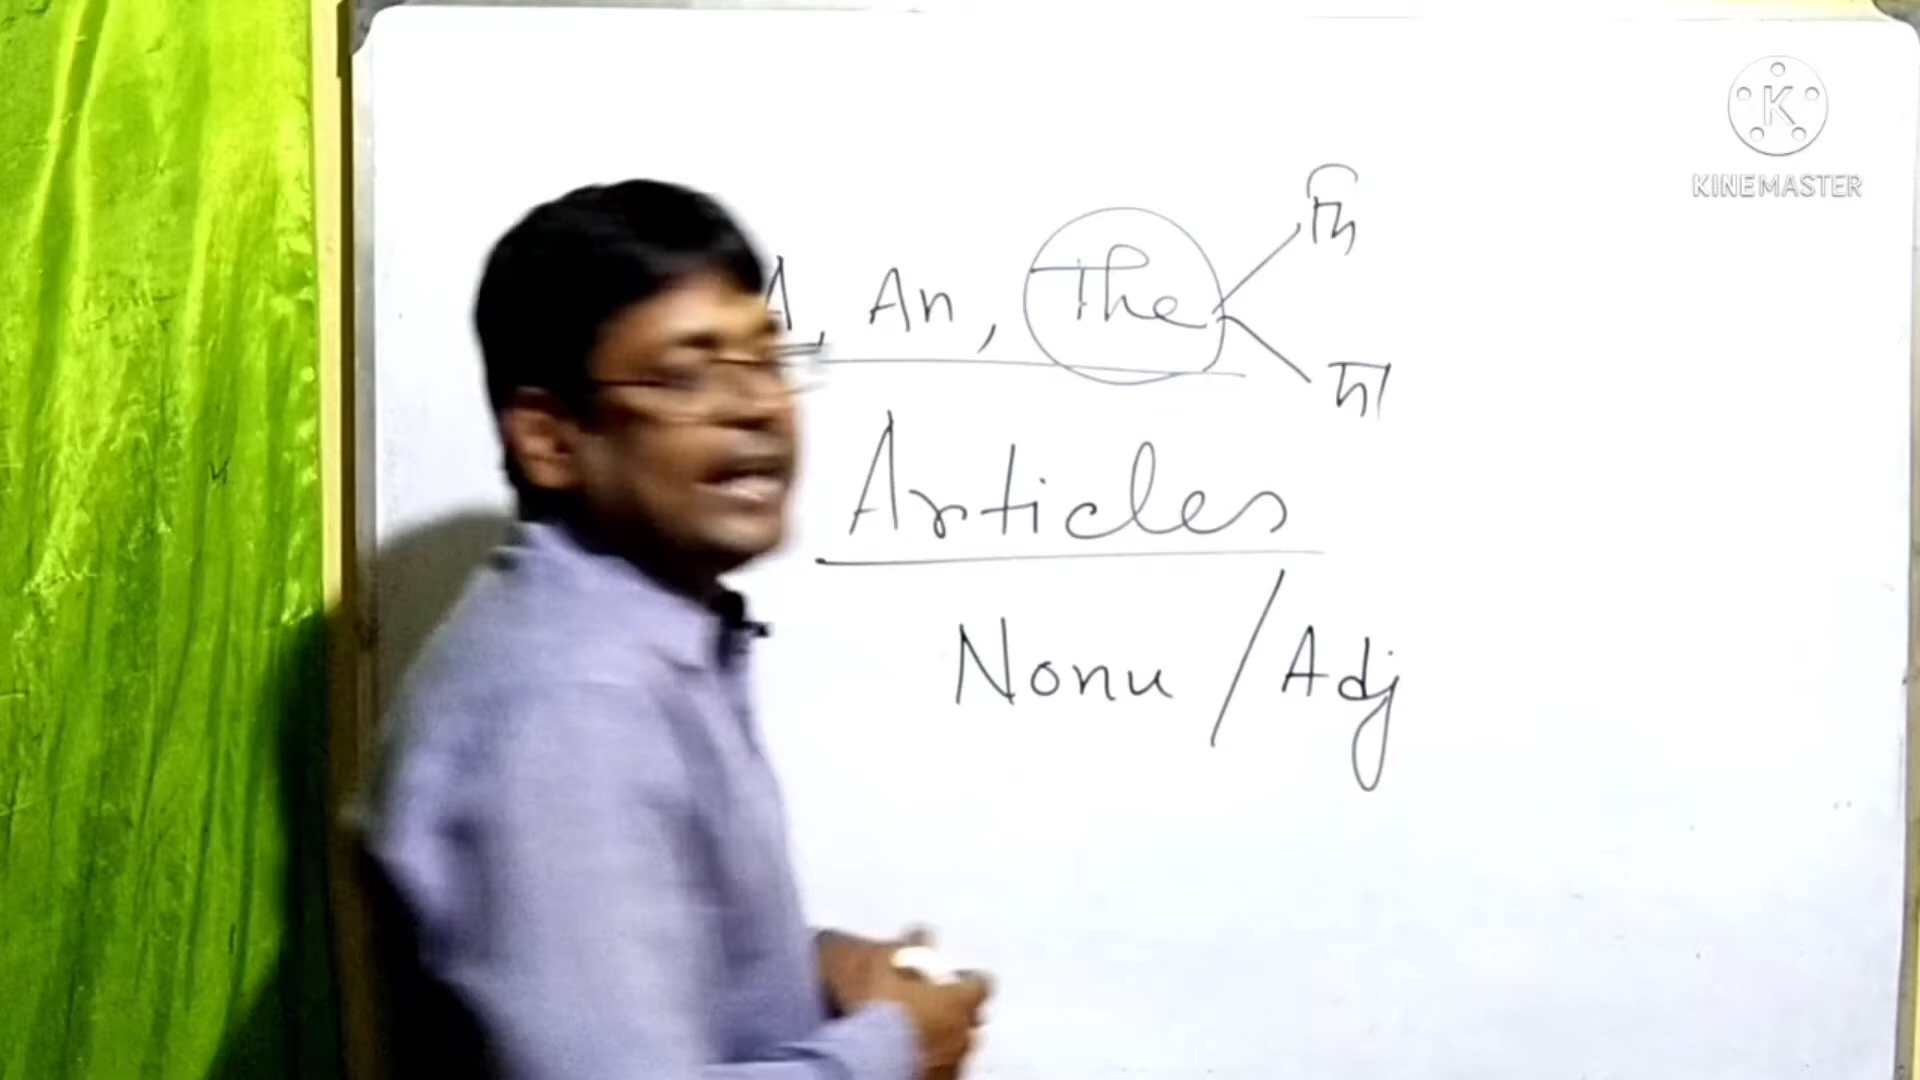 KINEMASTER
A, An, The
Articles
Nonu / Adj